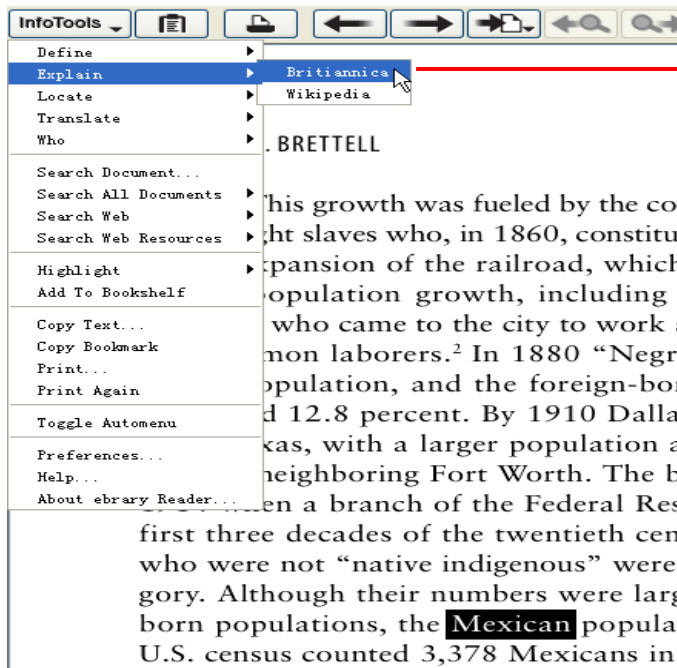 InfoTools
Define
Explain
Britiannica
Locate
Wikipedia
Translate
Who
Search Document...
Search All Documents
Search Web
Search Web Resources
Highlight
Add To Bookshelf
Copy Text...
Copy Bookmark
Print...
Print Again
Toggle Automenu
Preferences...
Help...
About ebrary Reader...
. BRETTELL
This growth was fueled by the co
ht slaves who, in 1860, constitu
xpansion of the railroad, which
opulation growth, including
who came to the city to work
mon laborers.² In 1880 “Negr
opulation, and the foreign-bor
d 12.8 percent. By 1910 Dalla
xas, with a larger population a
neighboring Fort Worth. The b
when a branch of the Federal Res
first three decades of the twentieth cen
who were not “native indigenous” were
gory. Although their numbers were larg
born populations, the Mexican popula
U.S. census counted 3,378 Mexicans in